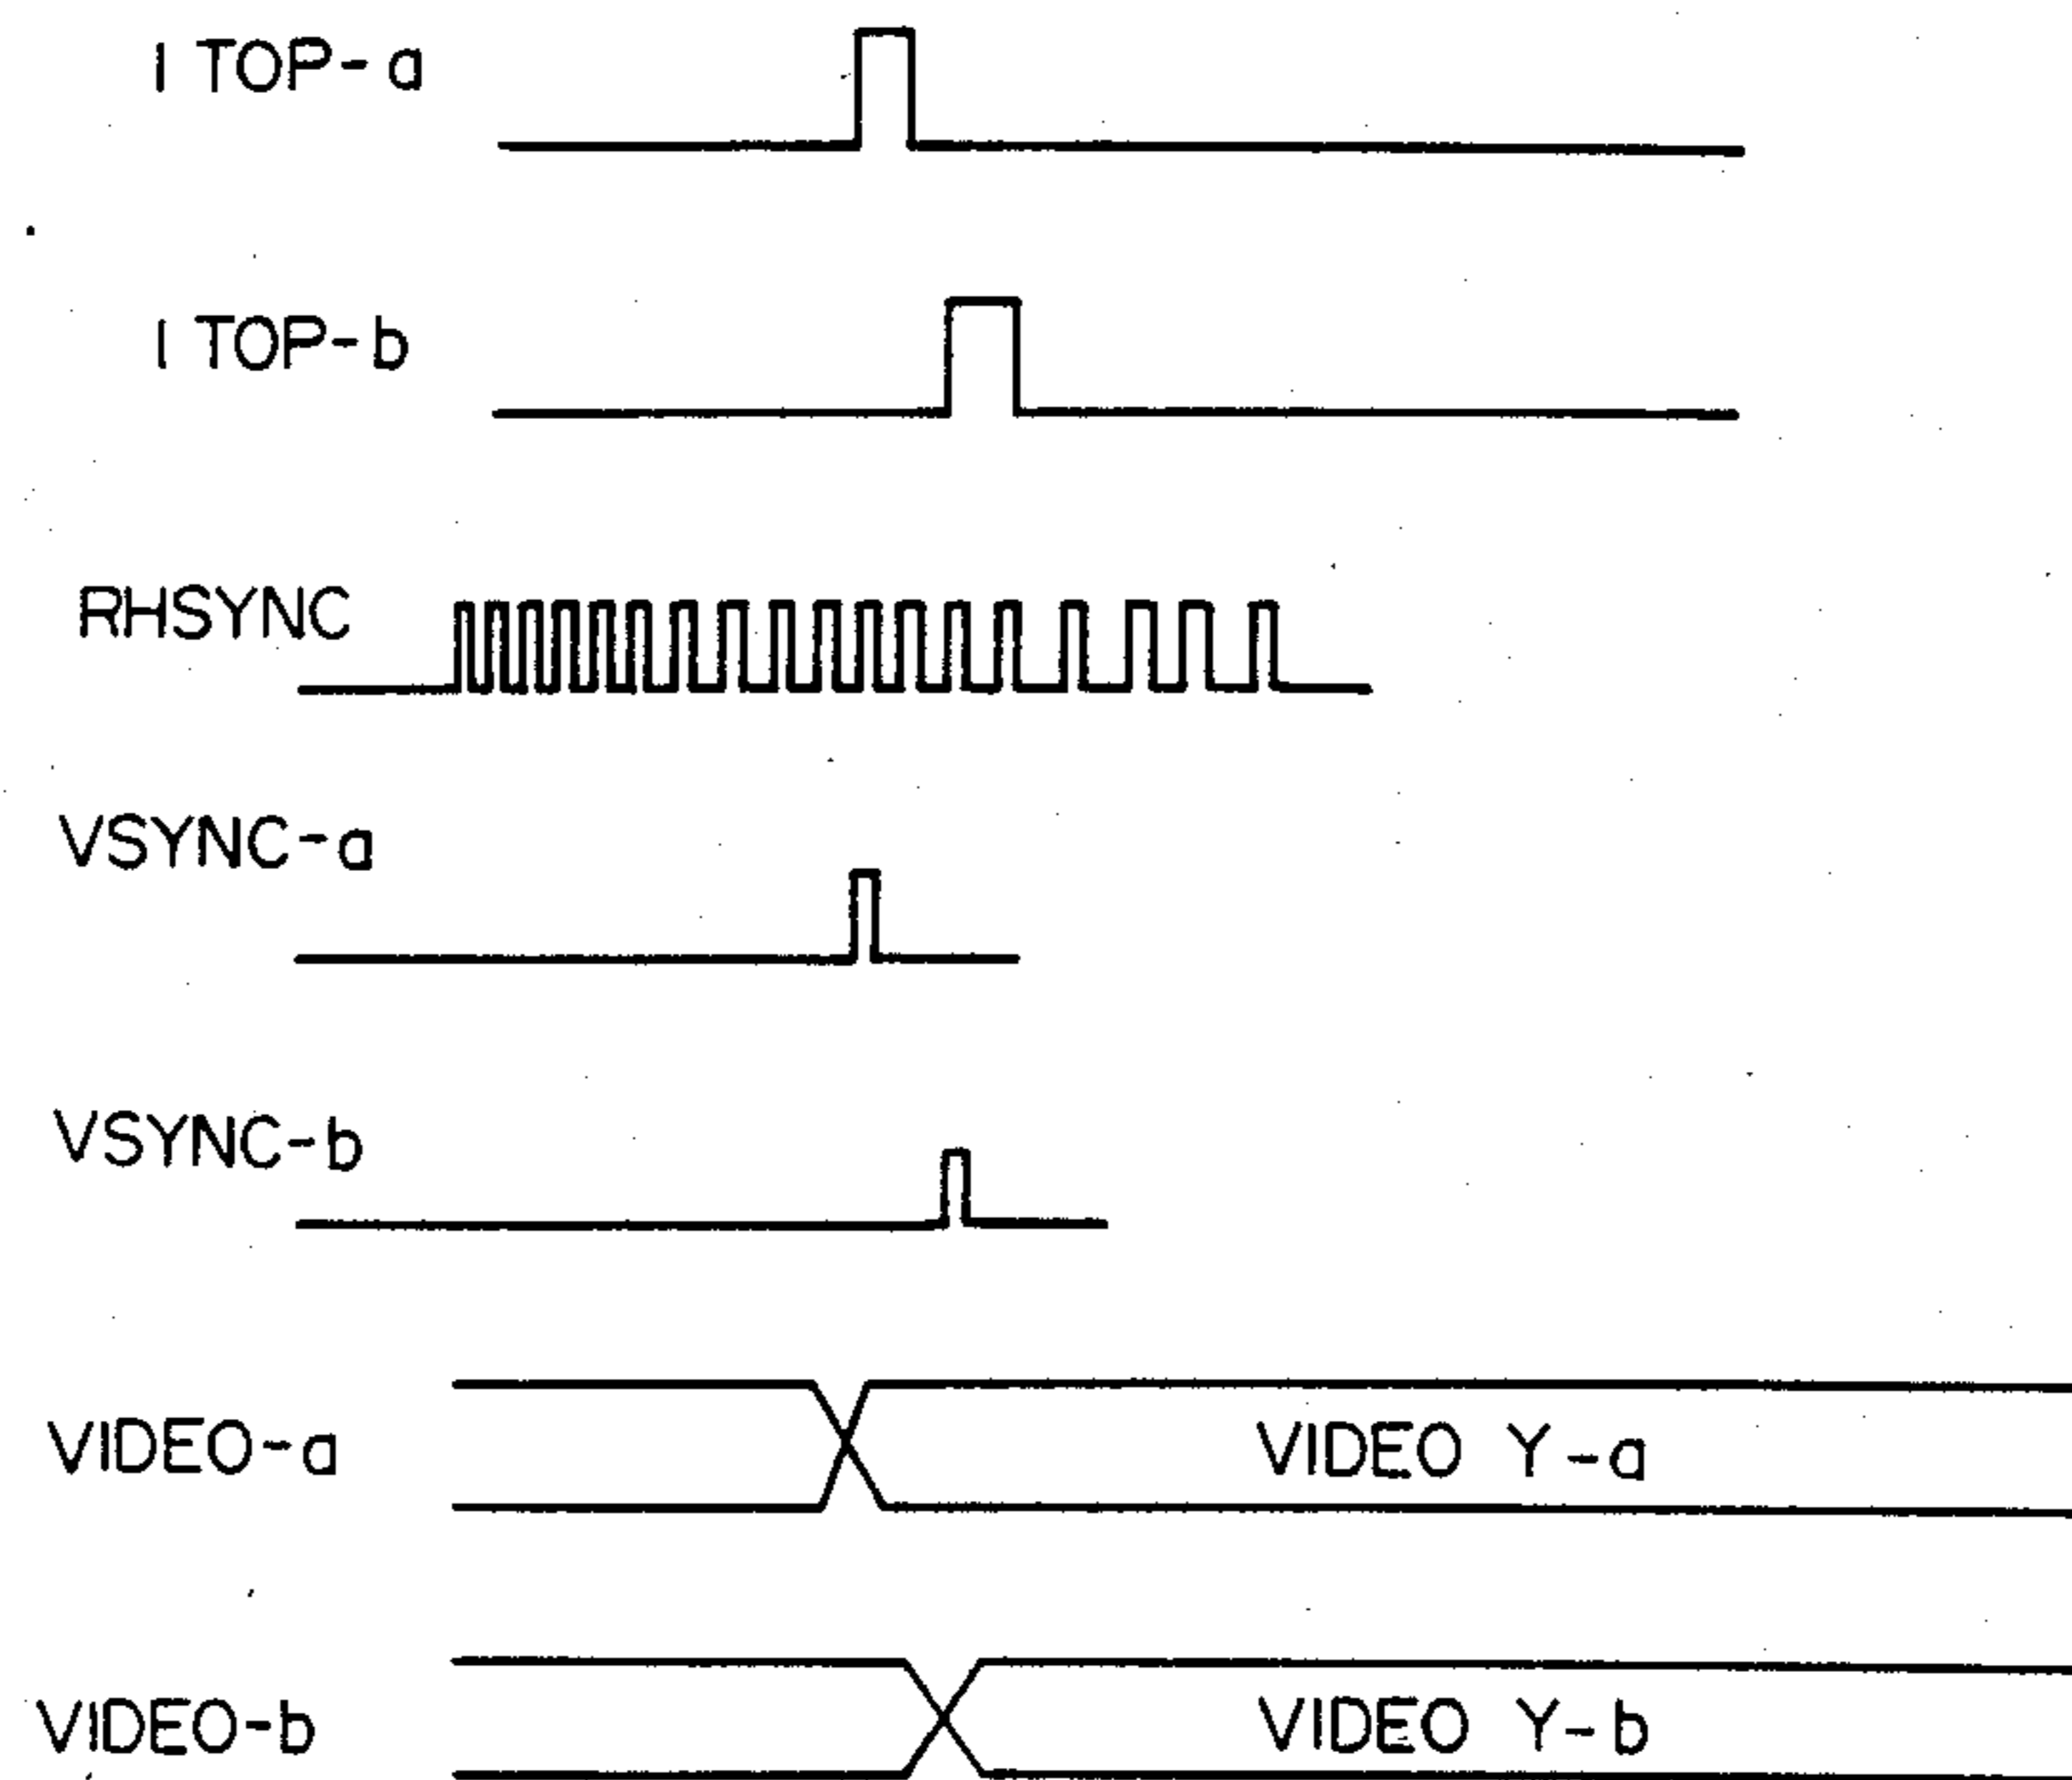 I TOP-a
I TOP-b
RHSYNC
VSYNC-a
VSYNC-b
VIDEO-a VIDEO Y-a
VIDEO-b VIDEO Y-b